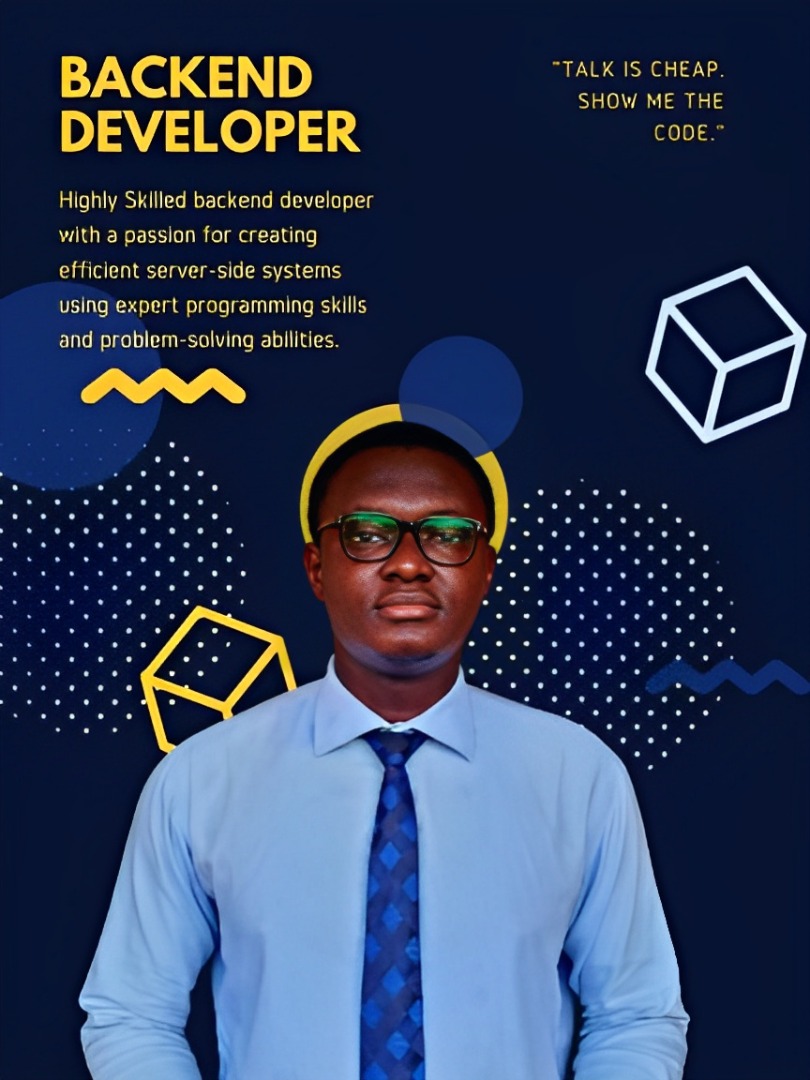 BACKEND
DEVELOPER
"TALK IS CHEAP.
SHOW ME THE
CODE."
Highly Skilled backend developer
with a passion for creating
efficient server-side systems
using expert programming skills
and problem-solving abilities.